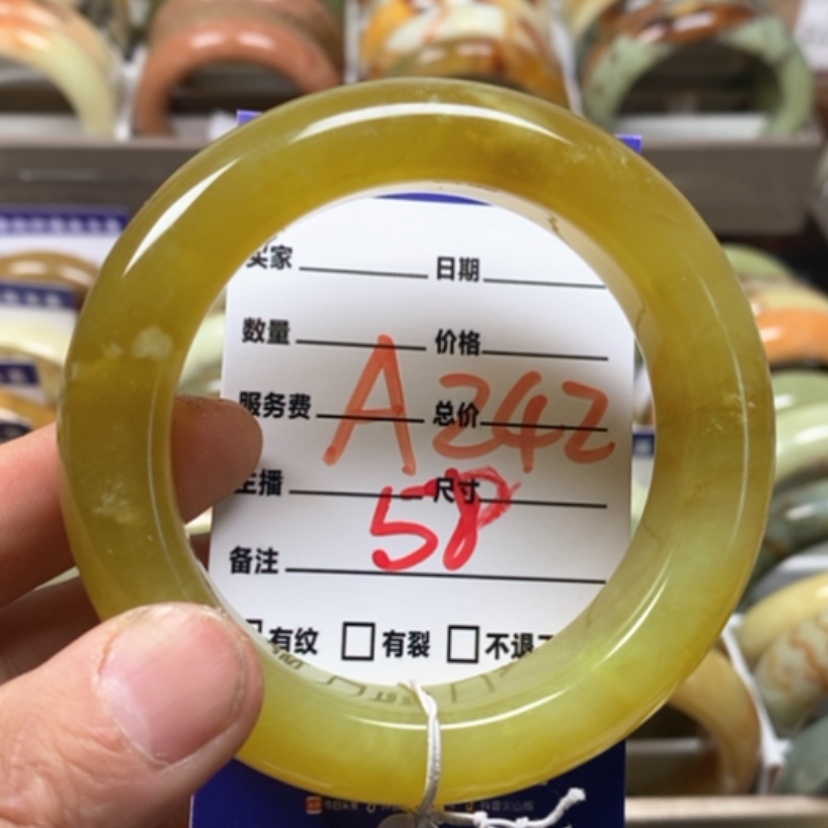 买家 日期
数量 价格
A242
服务费 总价
主播 尺寸
58
备注
有纹 有裂 不退